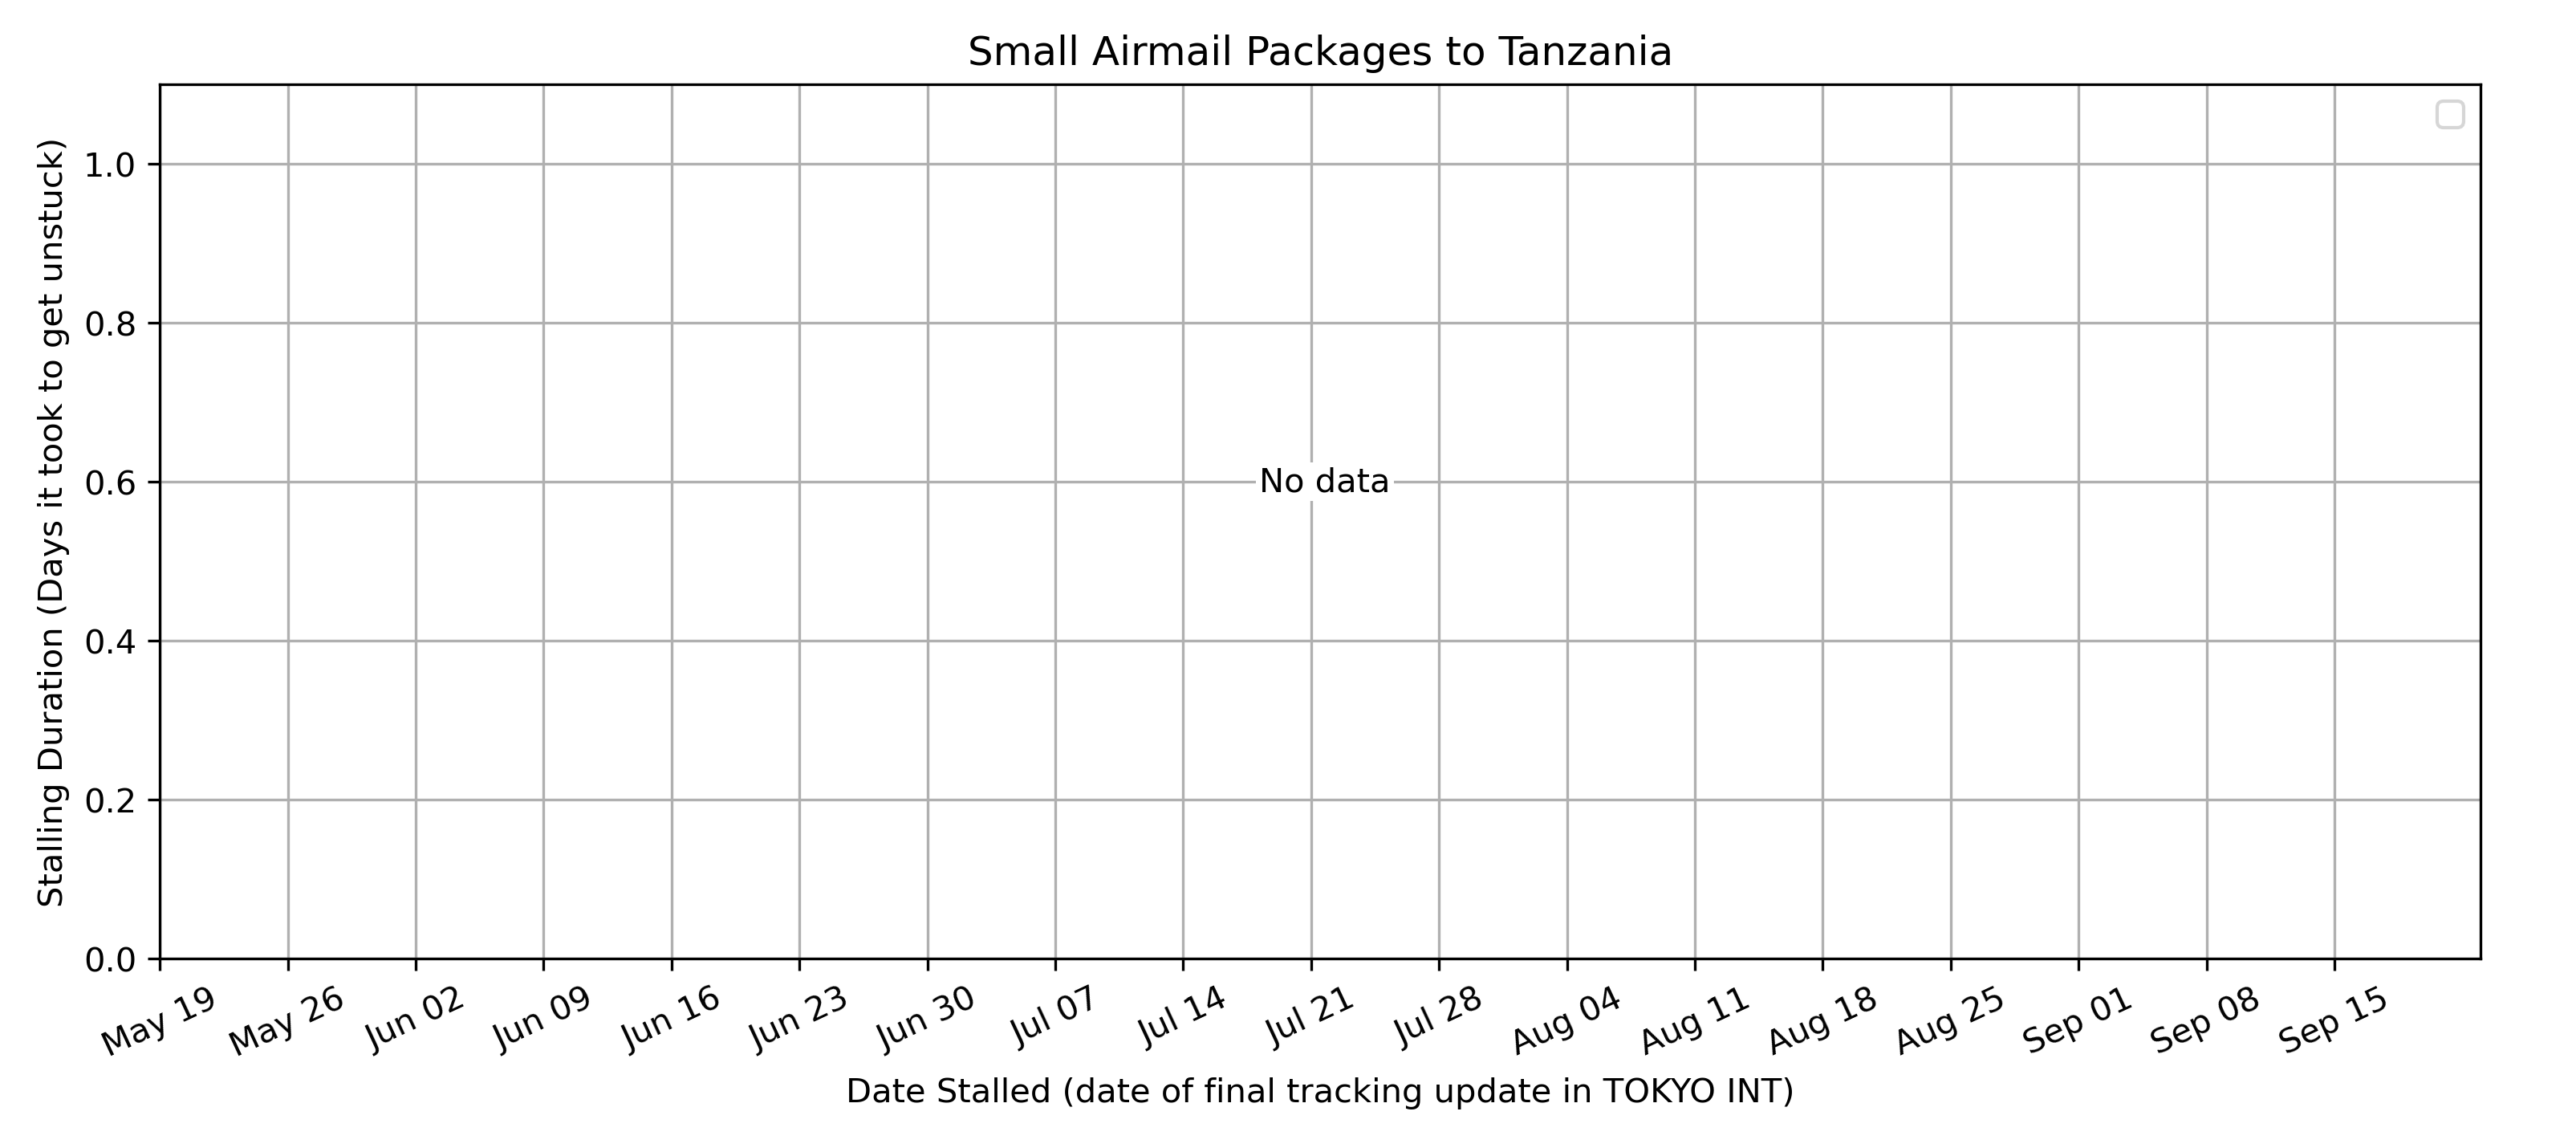 Small Airmail Packages to Tanzania
Stalling Duration (Days it took to get unstuck)
1.0
0.8
0.6
0.4
0.2
0.0
No data
May 19
May 26
Jun 02
Jun 09
Jun 16
Jun 23
Jun 30
Jul 07
Jul 14
Jul 21
Jul 28
Aug 04
Aug 11
Aug 18
Aug 25
Sep 01
Sep 08
Sep 15
Date Stalled (date of final tracking update in TOKYO INT)